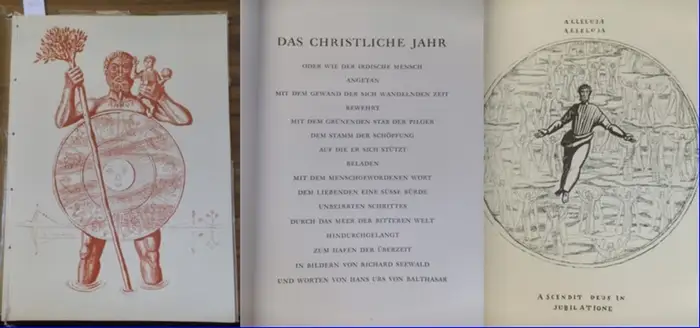 DAS CHRISTLICHE JAHR
ODER WIE DER IRDISCHE MENSCH
ANGETAN
MIT DEM GEWAND DER SICH WANDELNDEN ZEIT
BEWEHRT
MIT DEM GRÜNENDEN STAB DER PILGER
DEM STAMM DER SCHÖPFUNG
AUF DIE ER SICH STÜTZT
BELADEN
MIT DEM MENSCHGEWORDENEN WORT
DEM LIEBENDEN EINE SÜSSE BÜRDE
UNBEIRRTEN SCHRITTES
DURCH DAS MEER DER BITTEREN WELT
HINDURCHGELANGT
ZUM HAFEN DER ÜBERZEIT
IN BILDERN VON RICHARD SEEWALD
UND WORTEN VON HANS URS VON BALTHASAR
ALLELUJA
ALLELUJA
ASCENDIT DEUS IN
JUBILATIONE